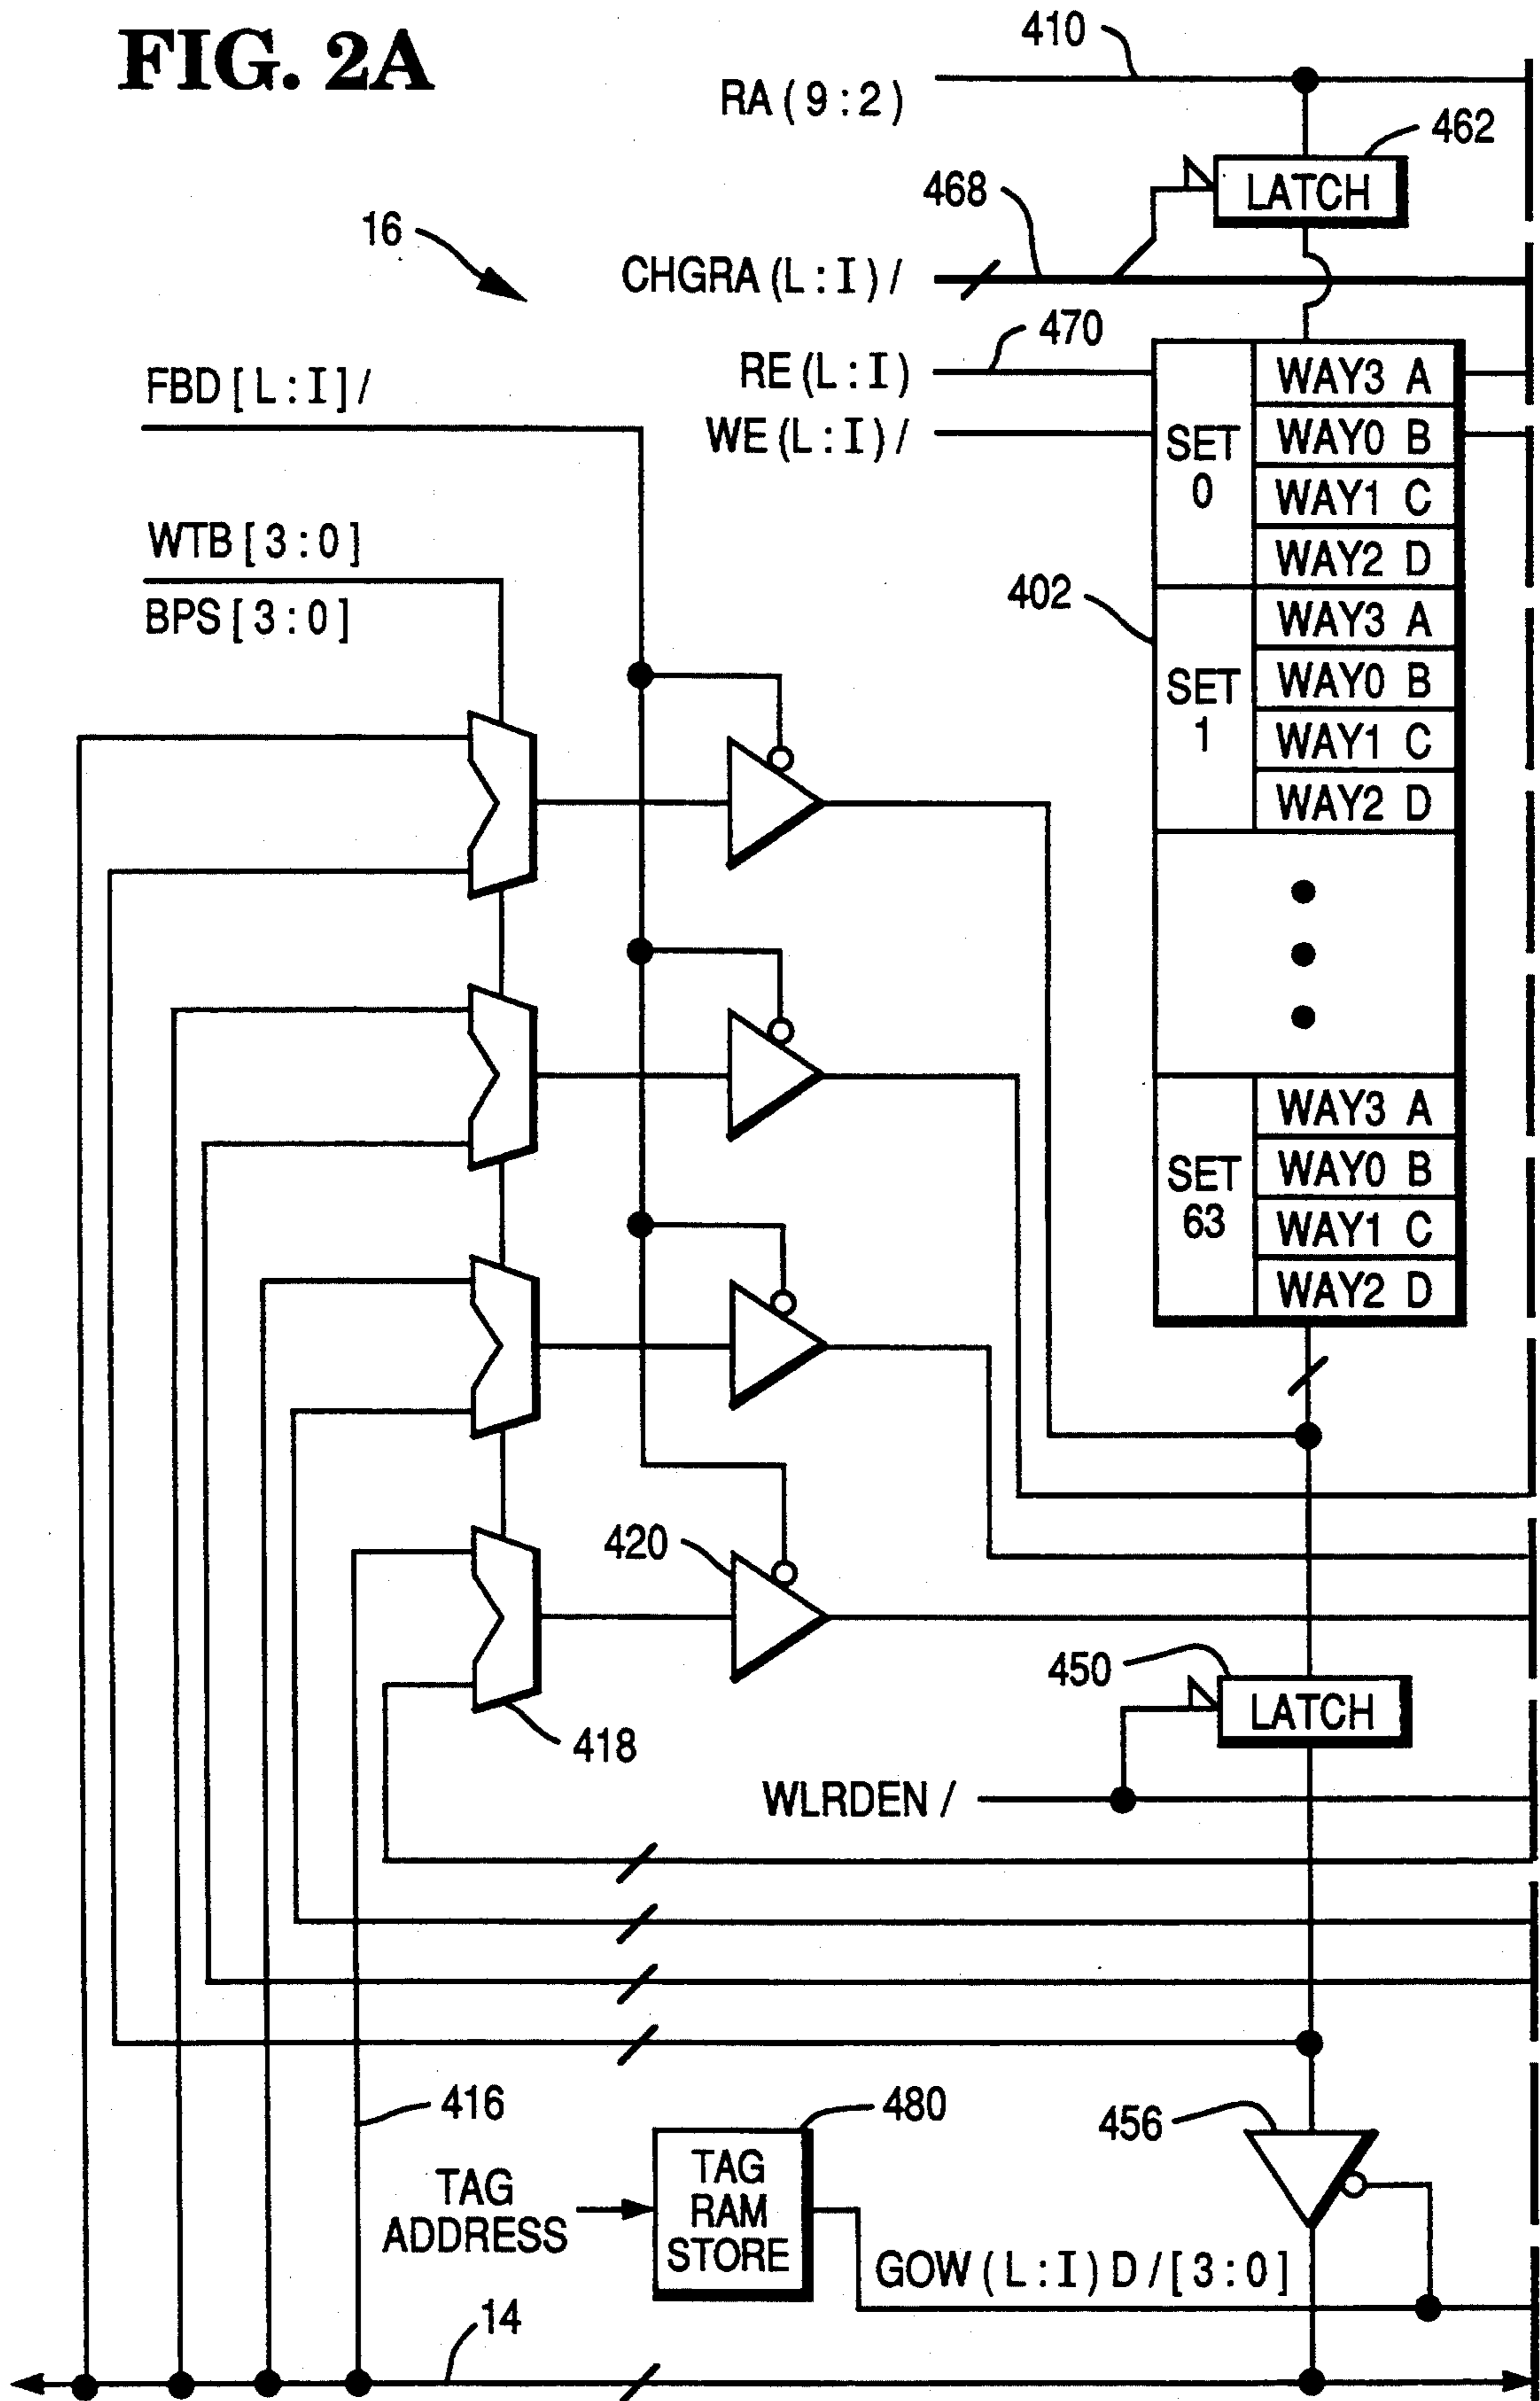 FIG. 2A
410
RA(9:2)
462
LATCH
468
16
CHGRA(L:I)/
470
RE(L:I)
WE(L:I)/
FBD[L:I]/
WTB[3:0]
BPS[3:0]
402
SET
0
WAY3 A
WAY0 B
WAY1 C
WAY2 D
SET
1
WAY3 A
WAY0 B
WAY1 C
WAY2 D
SET
63
WAY3 A
WAY0 B
WAY1 C
WAY2 D
420
418
450
LATCH
WLRDEN/
416
480
456
TAG
ADDRESS
TAG
RAM
STORE
GOW(L:I)D/[3:0]
14